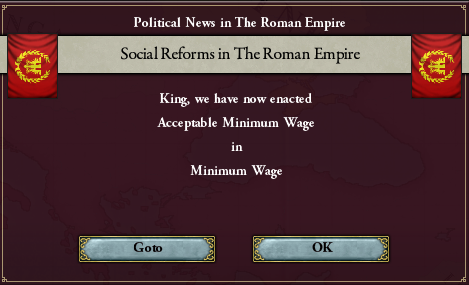 Political News in The Roman Empire
Social Reforms in The Roman Empire
King, we have now enacted
Acceptable Minimum Wage
in
Minimum Wage
Goto
OK